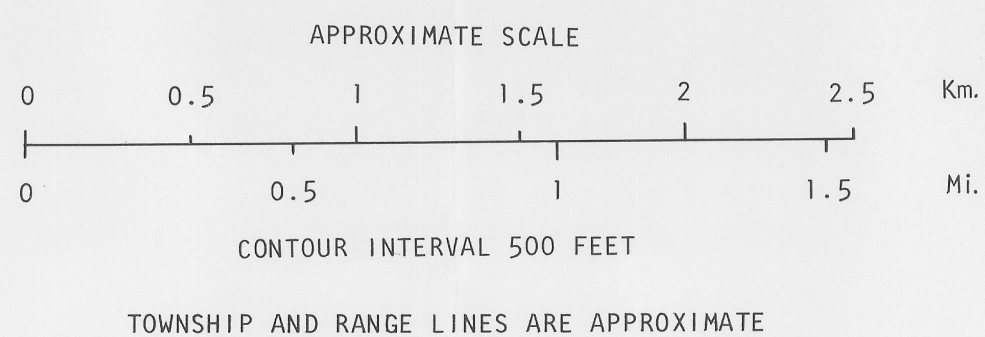 APPROXIMATE SCALE
0 0.5 1 1.5 2 2.5 Km.
0 0.5 1 1.5 Mi.
CONTOUR INTERVAL 500 FEET
TOWNSHIP AND RANGE LINES ARE APPROXIMATE